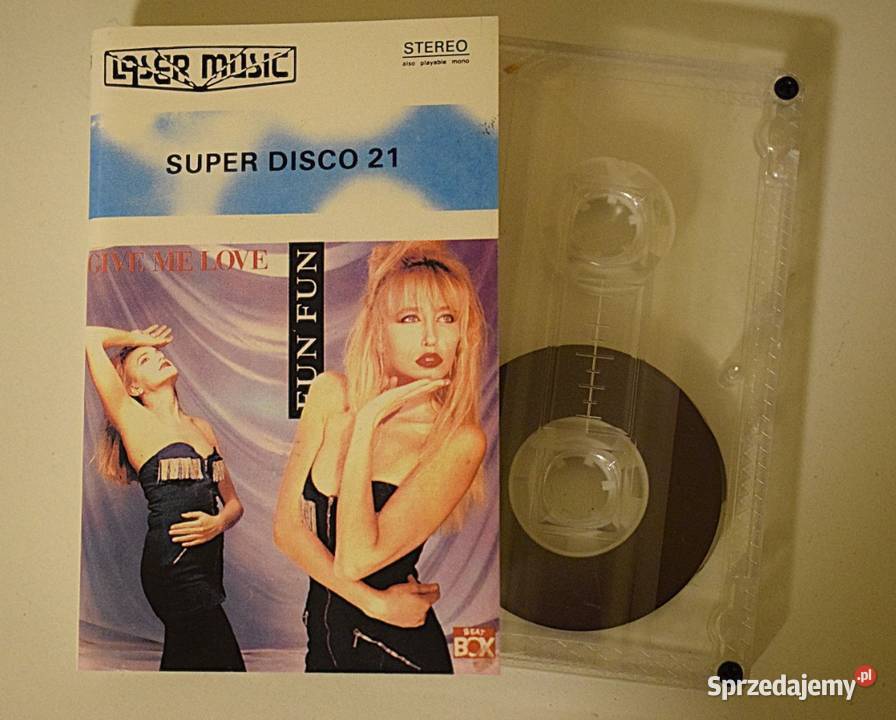 LASER MUSIC
STEREO
also playable mono
SUPER DISCO 21
GIVE ME LOVE
FUN FUN
BEAT
BOX
Sprzedajemy.pl